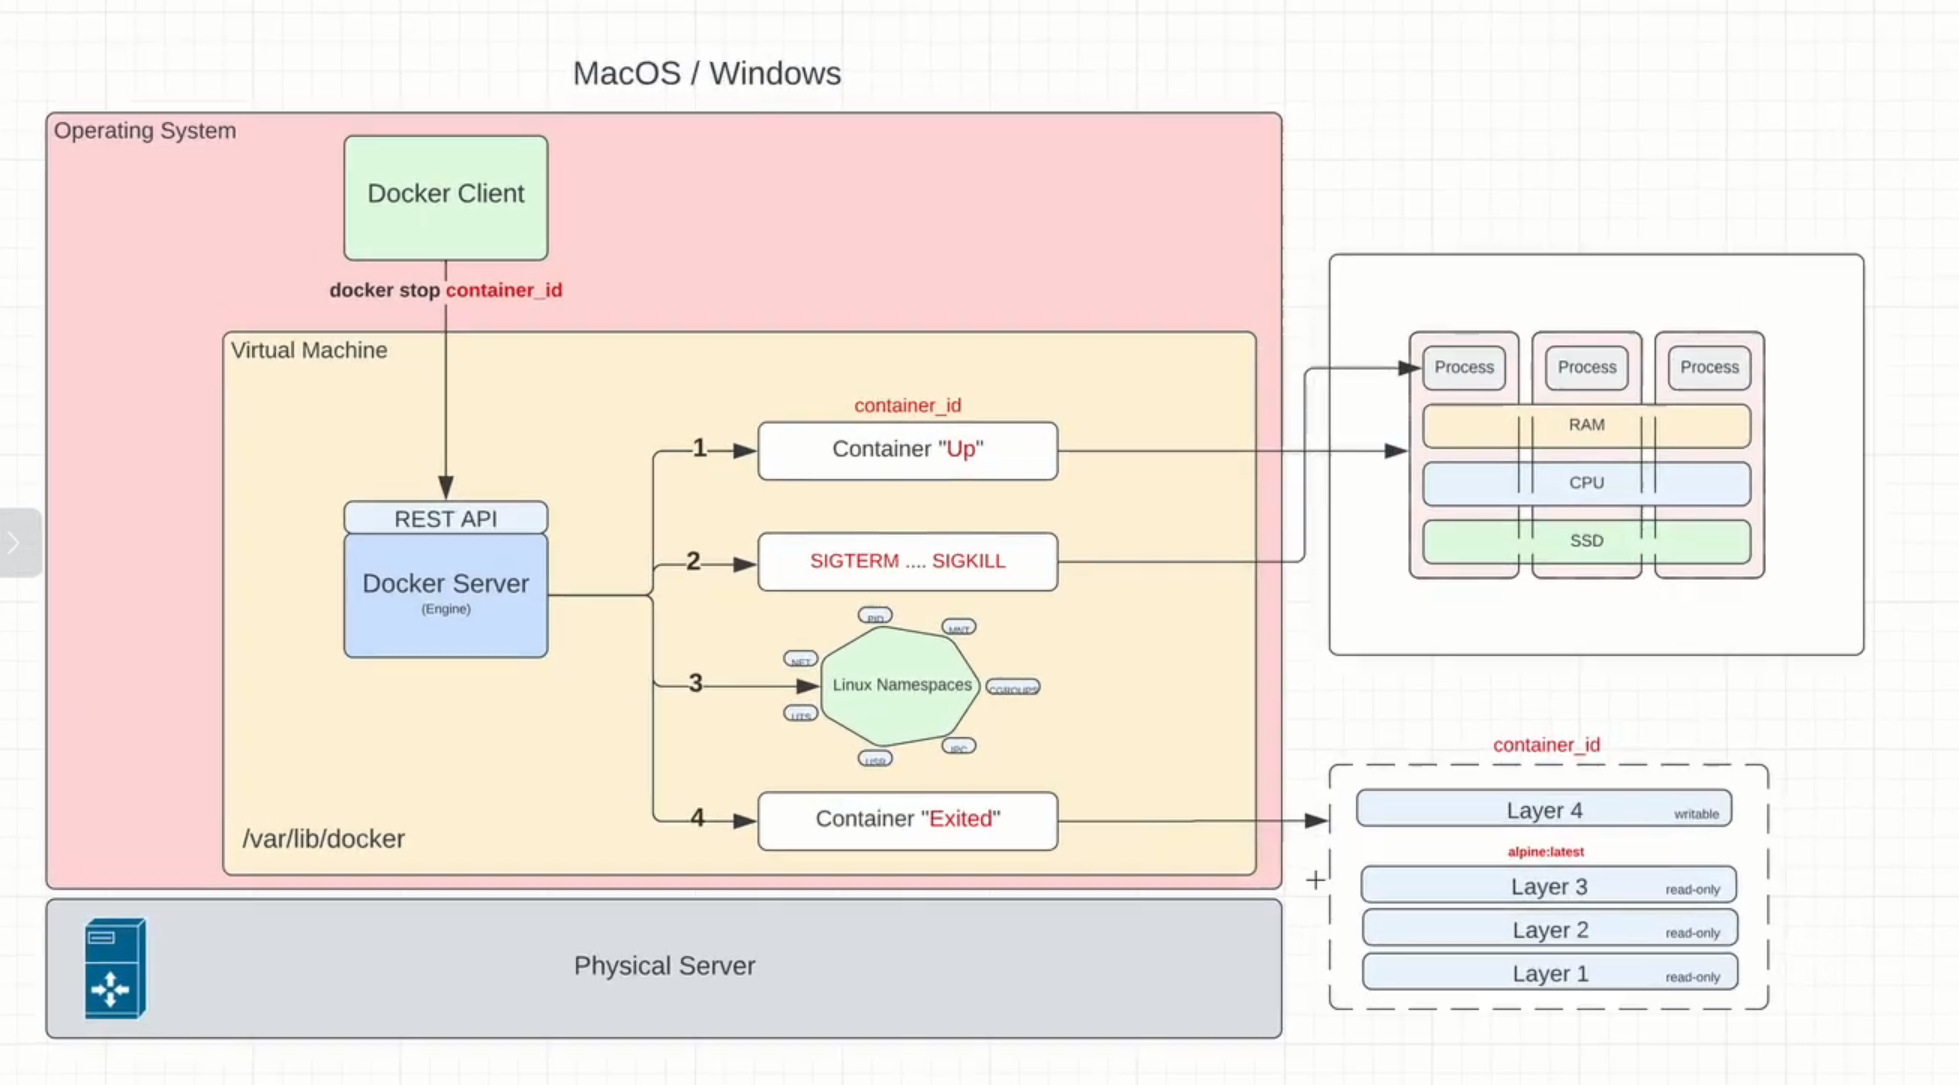 MacOS / Windows
Operating System
Docker Client
docker stop container_id
Virtual Machine
REST API
Docker Server
(Engine)
/var/lib/docker
container_id
1
Container "Up"
2
SIGTERM .... SIGKILL
3
PID
MNT
NET
Linux Namespaces
CGROUPS
UTS
IPC
USR
4
Container "Exited"
Process
Process
Process
RAM
CPU
SSD
container_id
Layer 4
writable
alpine:latest
Layer 3
read-only
Layer 2
read-only
Layer 1
read-only
Physical Server